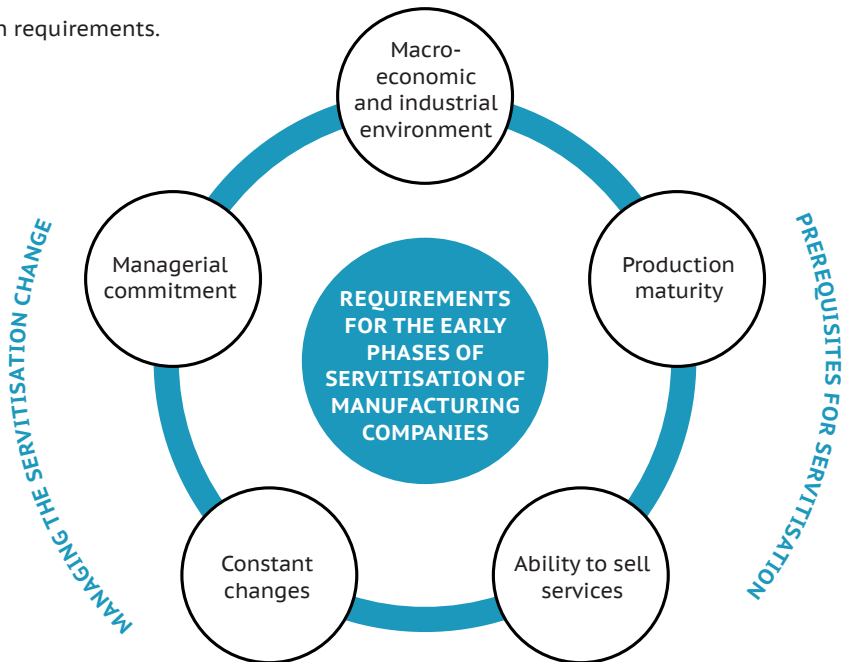 n requirements.
Macro-
economic
and industrial
environment
Managerial
commitment
Production
maturity
REQUIREMENTS
FOR THE EARLY
PHASES OF
SERVITISATION OF
MANUFACTURING
COMPANIES
MANAGING THE SERVITISATION CHANGE
PREREQUISITES FOR SERVITISATION
Constant
changes
Ability to sell
services